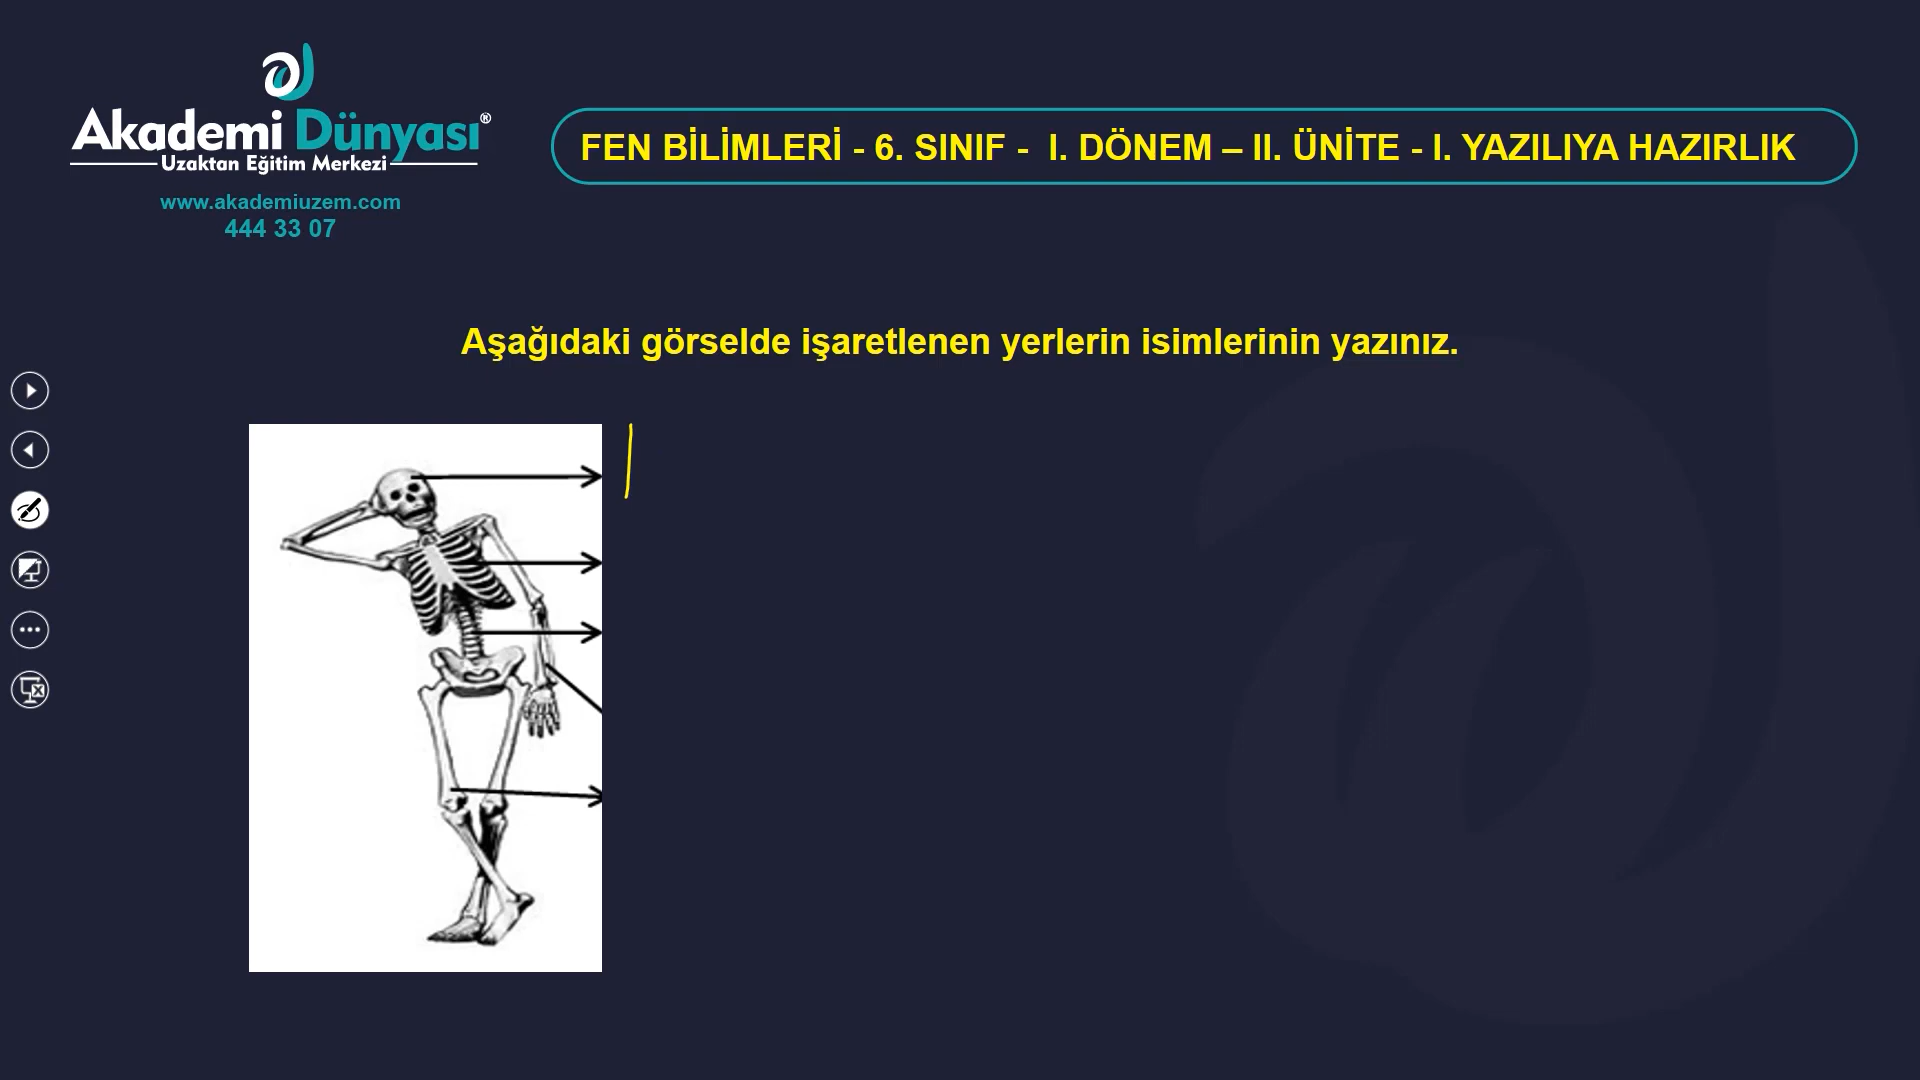 Akademi Dünyası®
Uzaktan Eğitim Merkezi
www.akademiuzem.com
444 33 07
FEN BİLİMLERİ - 6. SINIF - I. DÖNEM – II. ÜNİTE - I. YAZILIYA HAZIRLIK
Aşağıdaki görselde işaretlenen yerlerin isimlerinin yazınız.